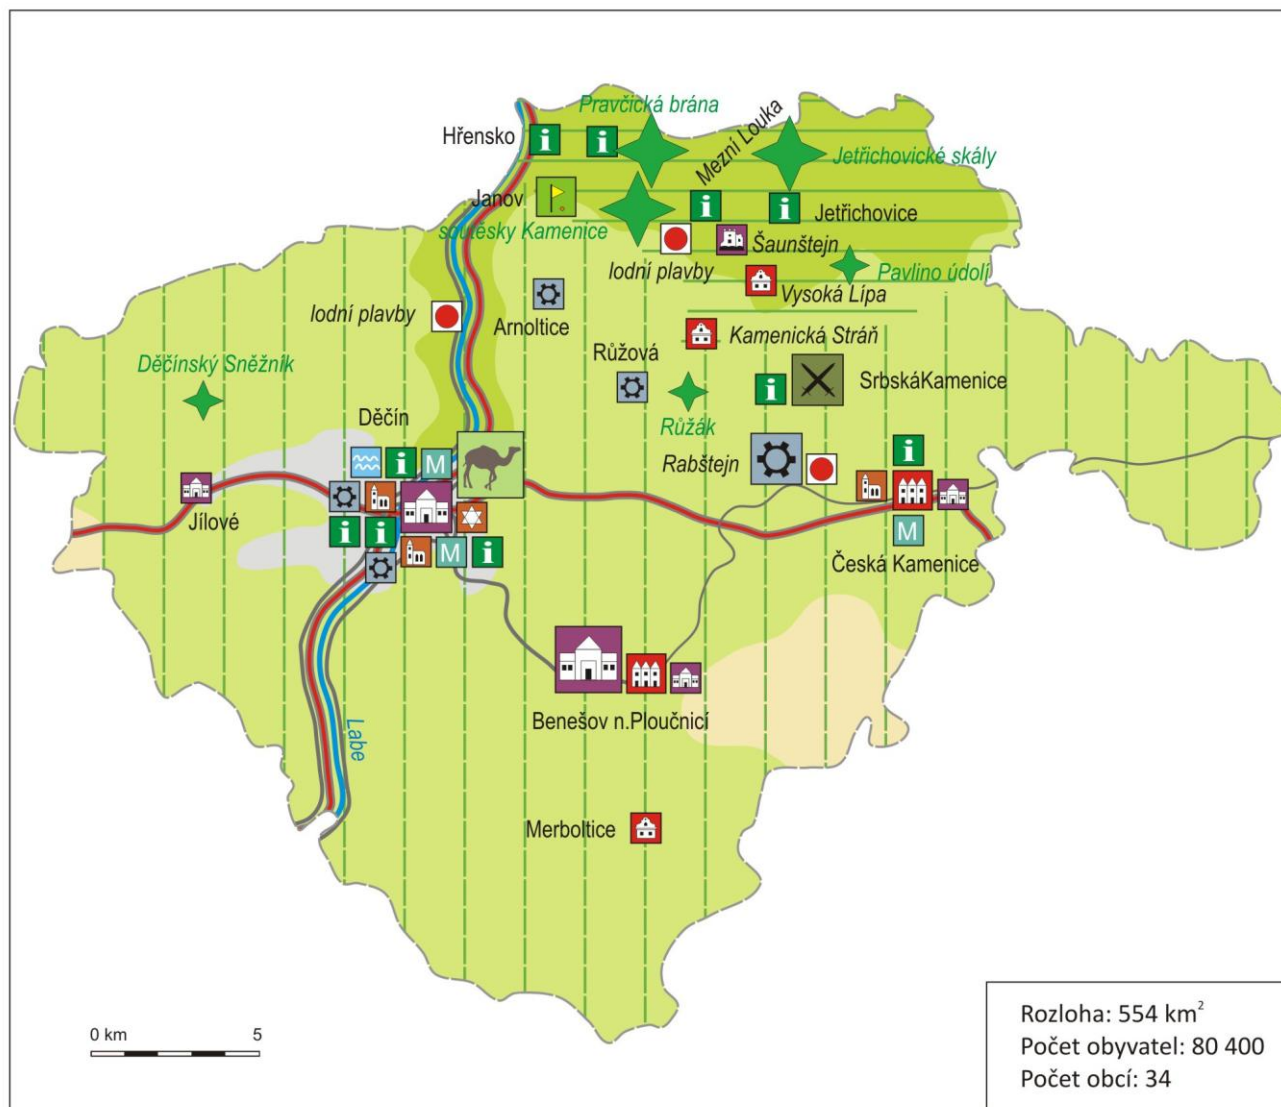 Pravčická brána
Hřensko
Mezní Louka
Jetřichovické skály
Janov
Jetřichovice
soutěsky Kamenice
Šaunštejn
lodní plavby
Pavlino údolí
Vysoká Lípa
lodní plavby
Arnoltice
Kamenická Stráň
Růžová
Děčínský Sněžník
SrbskáKamenice
Děčín
Růžák
Rabštejn
M
Jílové
M
M
Česká Kamenice
Benešov n.Ploučnicí
Labe
Merboltice
0 km 5
Rozloha: 554 km²
Počet obyvatel: 80 400
Počet obcí: 34